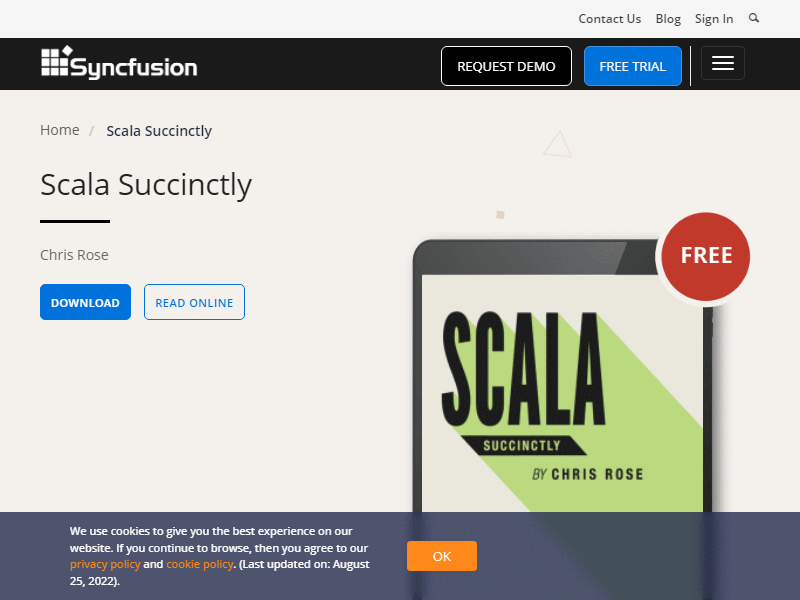 Contact Us Blog Sign In
Syncfusion
REQUEST DEMO
FREE TRIAL
Home / Scala Succinctly
Scala Succinctly
Chris Rose
DOWNLOAD
READ ONLINE
FREE
SCALA
SUCCINCTLY
BY CHRIS ROSE
We use cookies to give you the best experience on our
website. If you continue to browse, then you agree to our
privacy policy and cookie policy. (Last updated on: August
25, 2022).
OK